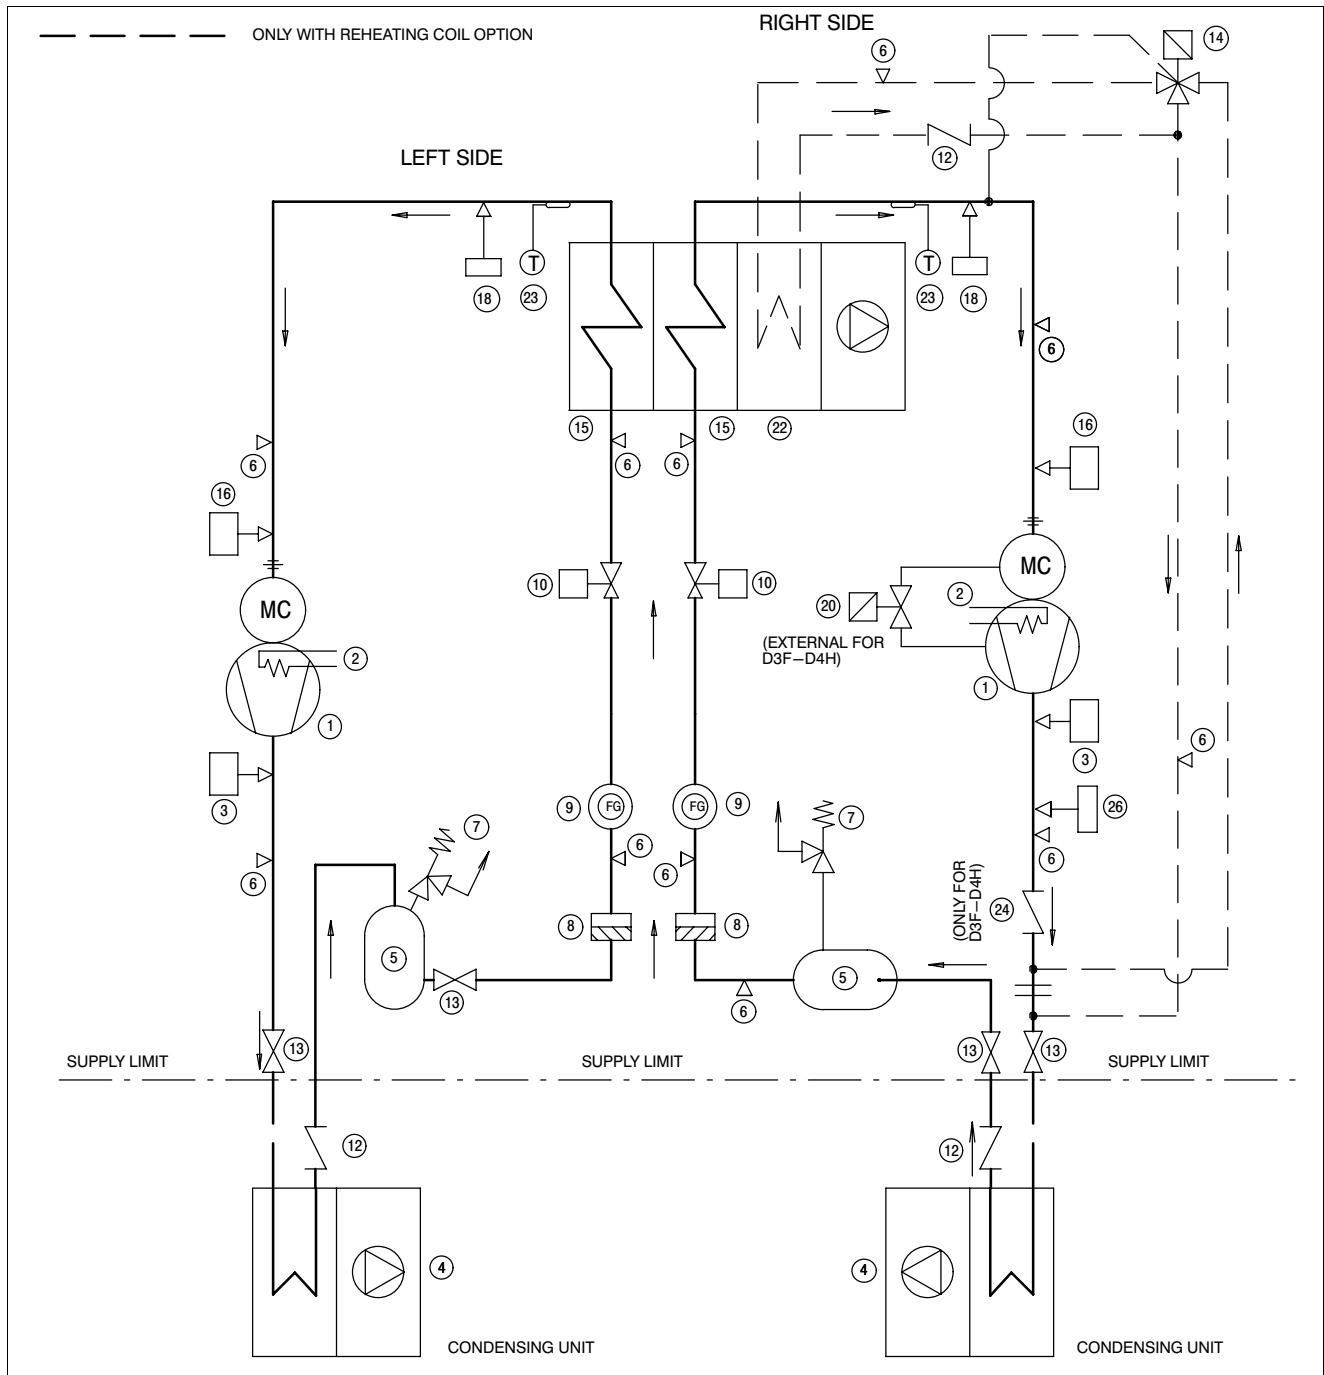 ONLY WITH REHEATING COIL OPTION
RIGHT SIDE
6
14
12
LEFT SIDE
18
T
23
T
23
18
6
15
15
22
6
6
6
16
16
MC
10
10
MC
2
20
(EXTERNAL FOR
D3F–D4H)
2
1
1
3
3
6
9
FG
FG
9
7
7
26
6
6
6
6
(ONLY FOR
D3F–D4H)
24
8
8
5
5
13
6
13
13
13
SUPPLY LIMIT
SUPPLY LIMIT
SUPPLY LIMIT
12
12
4
4
CONDENSING UNIT
CONDENSING UNIT